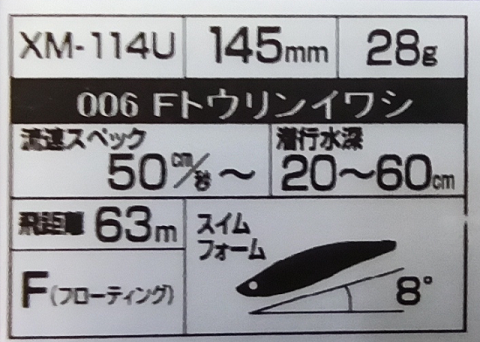 XM-114U 145mm 28g
006 Fトウリンイワシ
流速スペック 潜行水深
50cm/秒～ 20～60cm
飛距離 63m
スイム
フォーム
F(フローティング)
8°